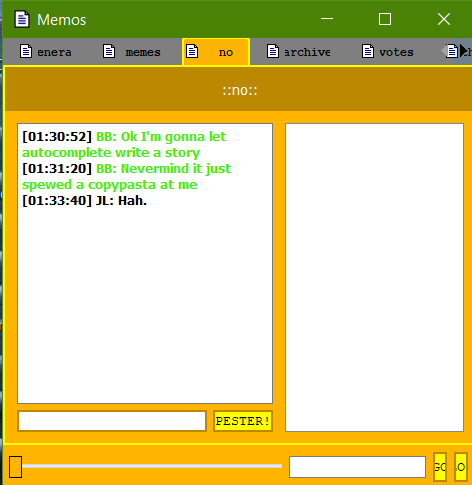 Memos
enera
memes
no
archive
votes
::no::
[01:30:52] BB: Ok I'm gonna let
autocomplete write a story
[01:31:20] BB: Nevermind it just
spewed a copypasta at me
[01:33:40] JL: Hah.
PESTER!